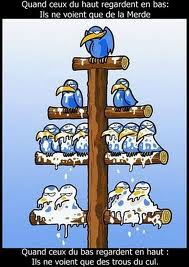 Quand ceux du haut regardent en bas:
Ils ne voient que de la Merde
Quand ceux du bas regardent en haut :
Ils ne voient que des trous du cul.